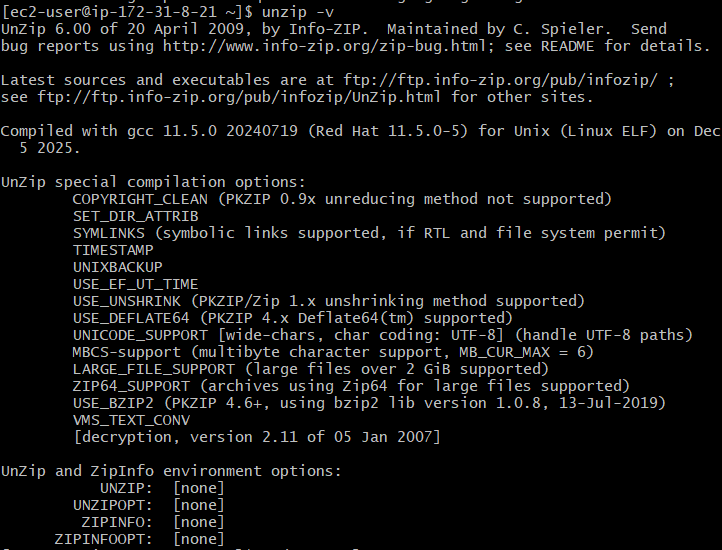 [ec2-user@ip-172-31-8-21 ~]$ unzip -v
UnZip 6.00 of 20 April 2009, by Info-ZIP.  Maintained by C. Spieler.  Send
bug reports using http://www.info-zip.org/zip-bug.html; see README for details.

Latest sources and executables are at ftp://ftp.info-zip.org/pub/infozip/ ;
see ftp://ftp.info-zip.org/pub/infozip/UnZip.html for other sites.

Compiled with gcc 11.5.0 20240719 (Red Hat 11.5.0-5) for Unix (Linux ELF) on Dec
  5 2025.

UnZip special compilation options:
        COPYRIGHT_CLEAN (PKZIP 0.9x unreducing method not supported)
        SET_DIR_ATTRIB
        SYMLINKS (symbolic links supported, if RTL and file system permit)
        TIMESTAMP
        UNIXBACKUP
        USE_EF_UT_TIME
        USE_UNSHRINK (PKZIP/Zip 1.x unshrinking method supported)
        USE_DEFLATE64 (PKZIP 4.x Deflate64(tm) supported)
        UNICODE_SUPPORT [wide-chars, char coding: UTF-8] (handle UTF-8 paths)
        MBCS-support (multibyte character support, MB_CUR_MAX = 6)
        LARGE_FILE_SUPPORT (large files over 2 GiB supported)
        ZIP64_SUPPORT (archives using Zip64 for large files supported)
        USE_BZIP2 (PKZIP 4.6+, using bzip2 lib version 1.0.8, 13-Jul-2019)
        VMS_TEXT_CONV
        [decryption, version 2.11 of 05 Jan 2007]

UnZip and ZipInfo environment options:
           UNZIP:  [none]
        UNZIPOPT:  [none]
         ZIPINFO:  [none]
      ZIPINFOOPT:  [none]